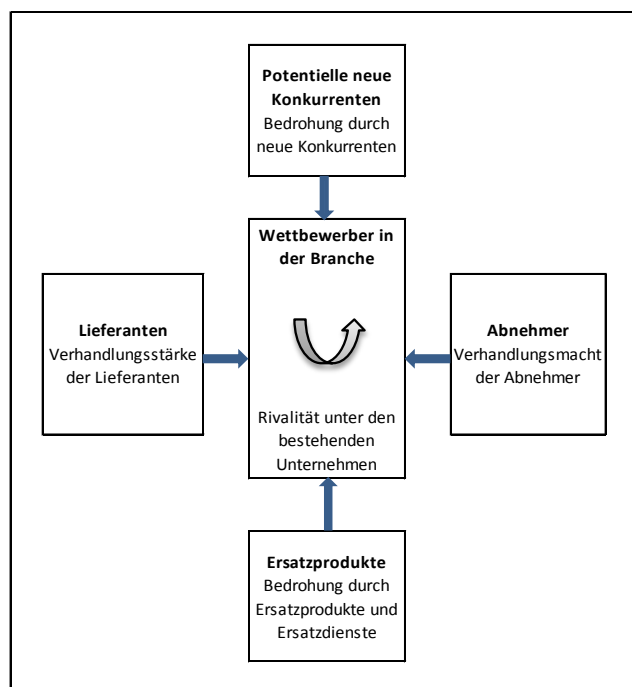 Potentielle neue
Konkurrenten
Bedrohung durch
neue Konkurrenten
Wettbewerber in
der Branche
Lieferanten
Verhandlungsstärke
der Lieferanten
Abnehmer
Verhandlungsmacht
der Abnehmer
Rivalität unter den
bestehenden
Unternehmen
Ersatzprodukte
Bedrohung durch
Ersatzprodukte und
Ersatzdienste